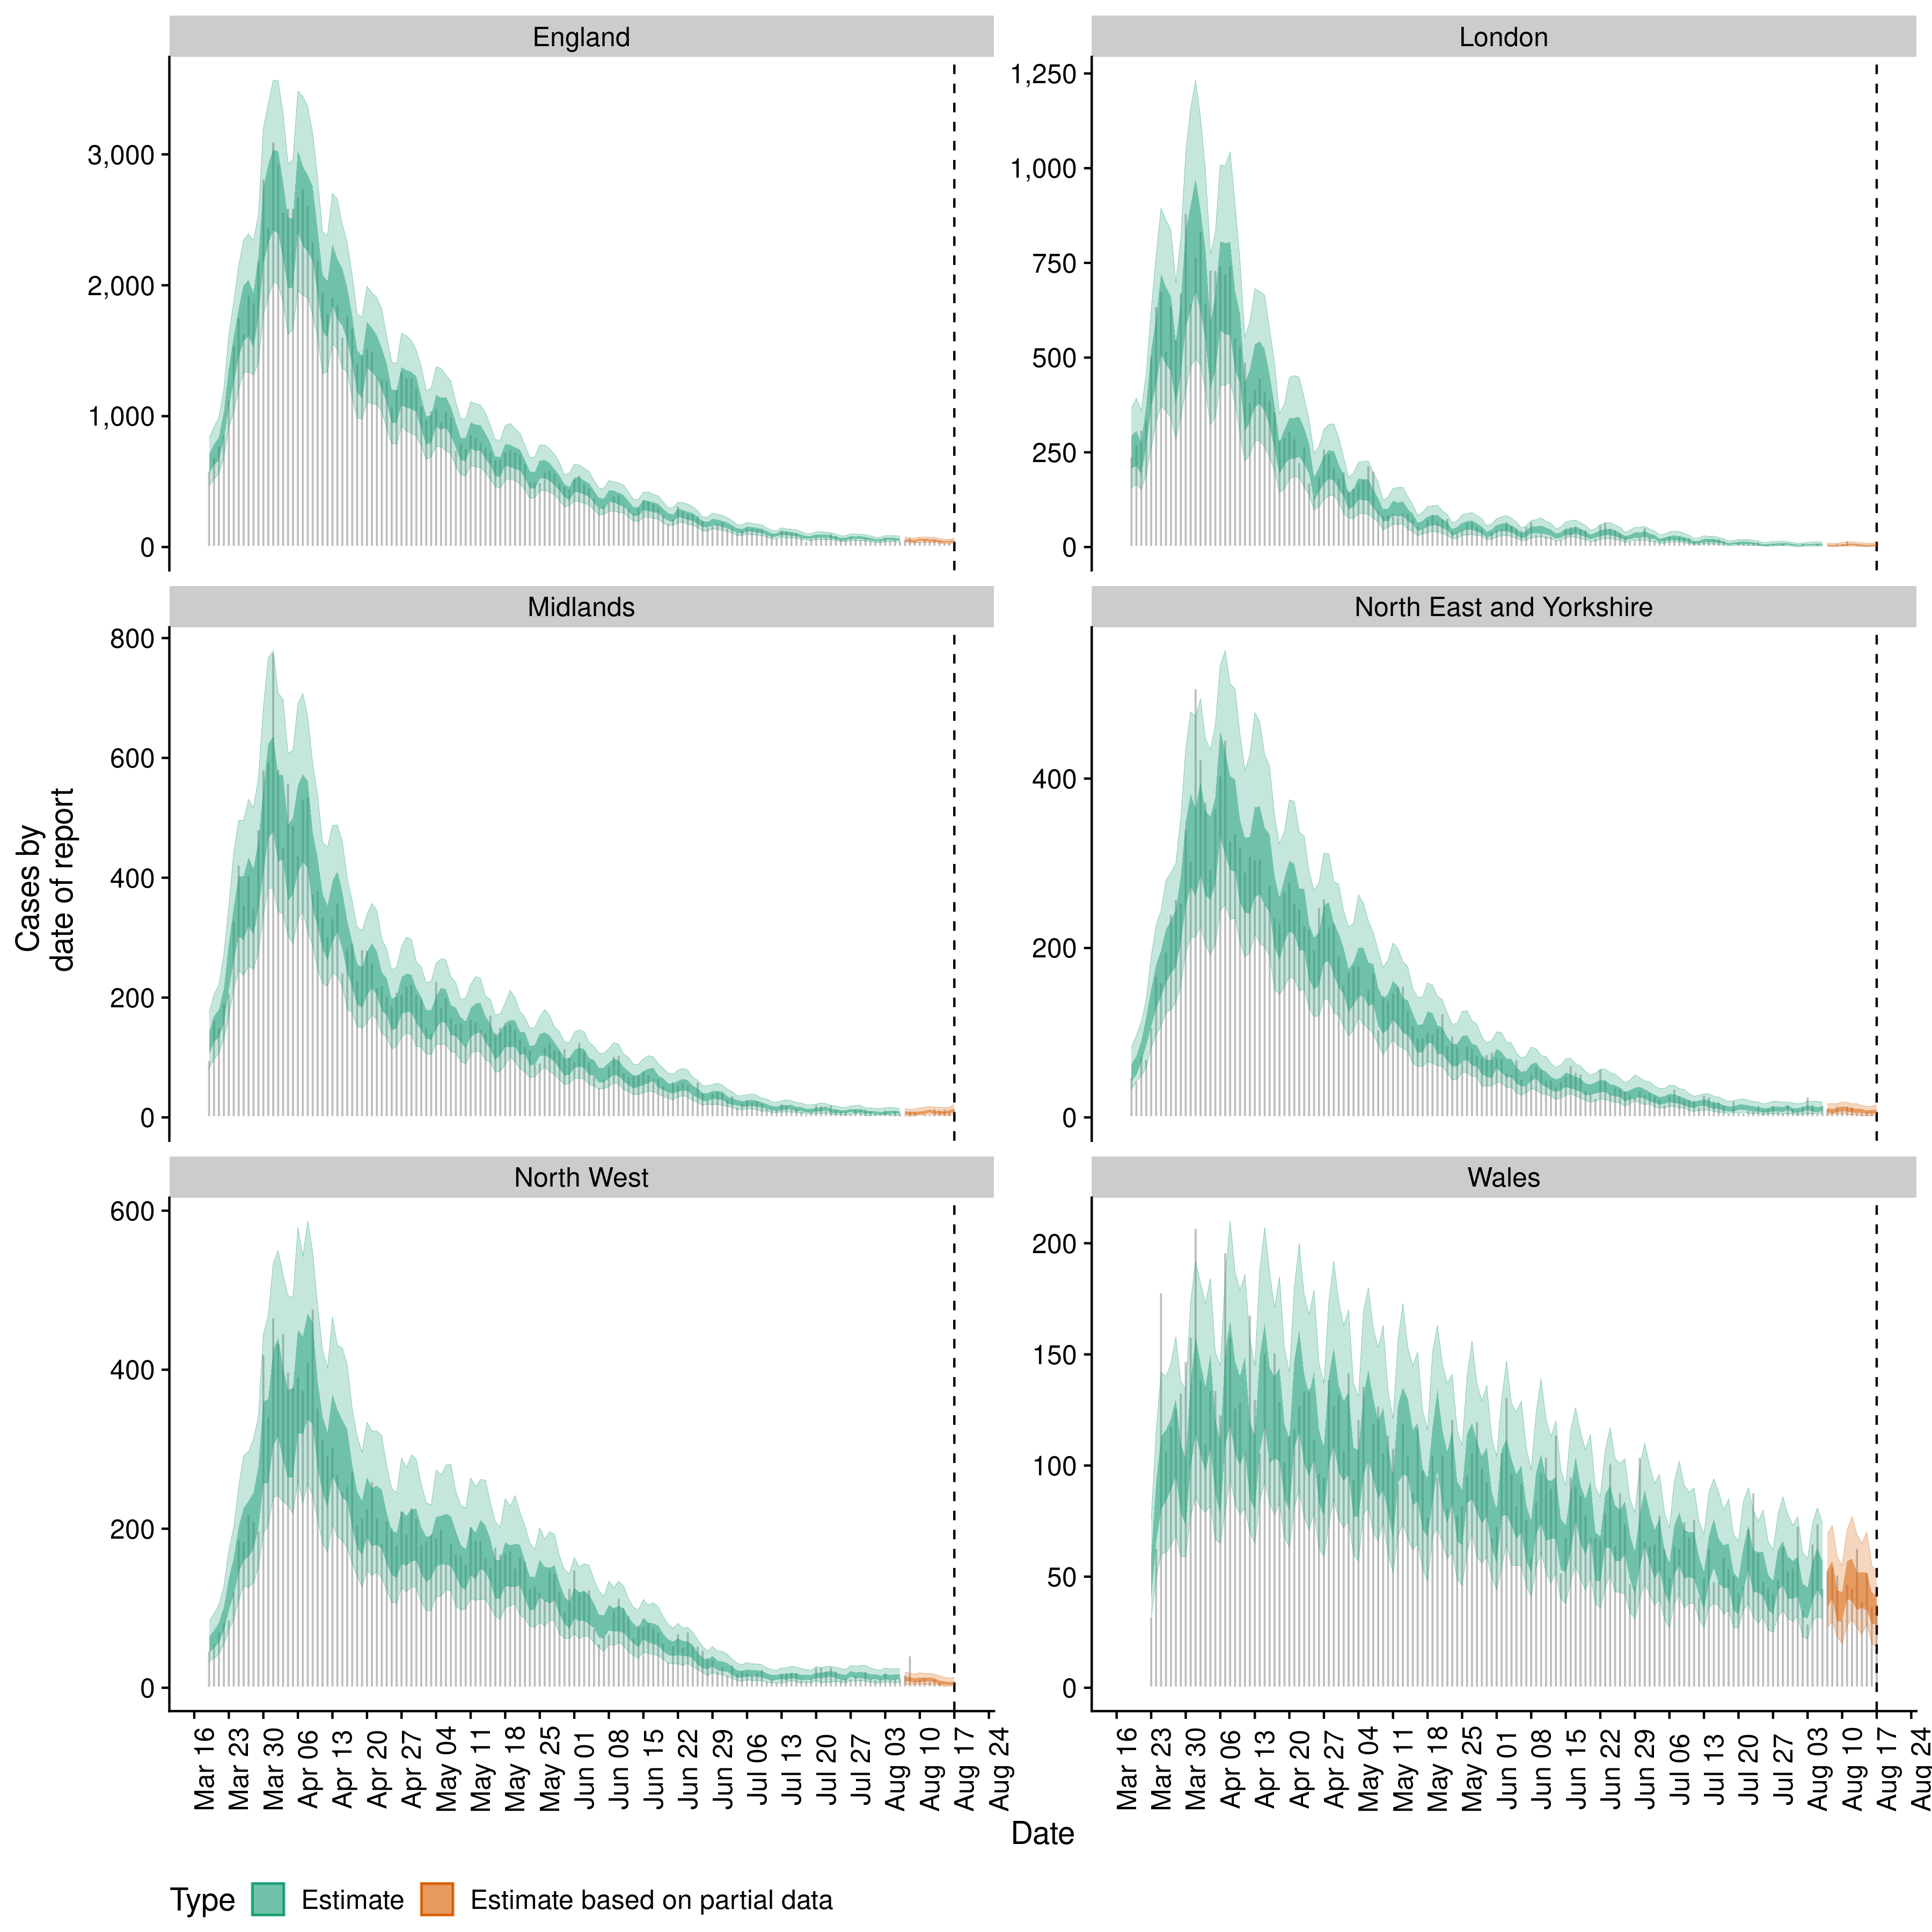 England
London
3,000
2,000
1,000
0
1,250
1,000
750
500
250
0
Midlands
North East and Yorkshire
Cases by
date of report
800
600
400
200
0
400
200
0
North West
Wales
600
400
200
0
200
150
100
50
0
Mar 16
Mar 23
Mar 30
Apr 06
Apr 13
Apr 20
Apr 27
May 04
May 11
May 18
May 25
Jun 01
Jun 08
Jun 15
Jun 22
Jun 29
Jul 06
Jul 13
Jul 20
Jul 27
Aug 03
Aug 10
Aug 17
Aug 24
Mar 16
Mar 23
Mar 30
Apr 06
Apr 13
Apr 20
Apr 27
May 04
May 11
May 18
May 25
Jun 01
Jun 08
Jun 15
Jun 22
Jun 29
Jul 06
Jul 13
Jul 20
Jul 27
Aug 03
Aug 10
Aug 17
Aug 24
Date
Type Estimate Estimate based on partial data